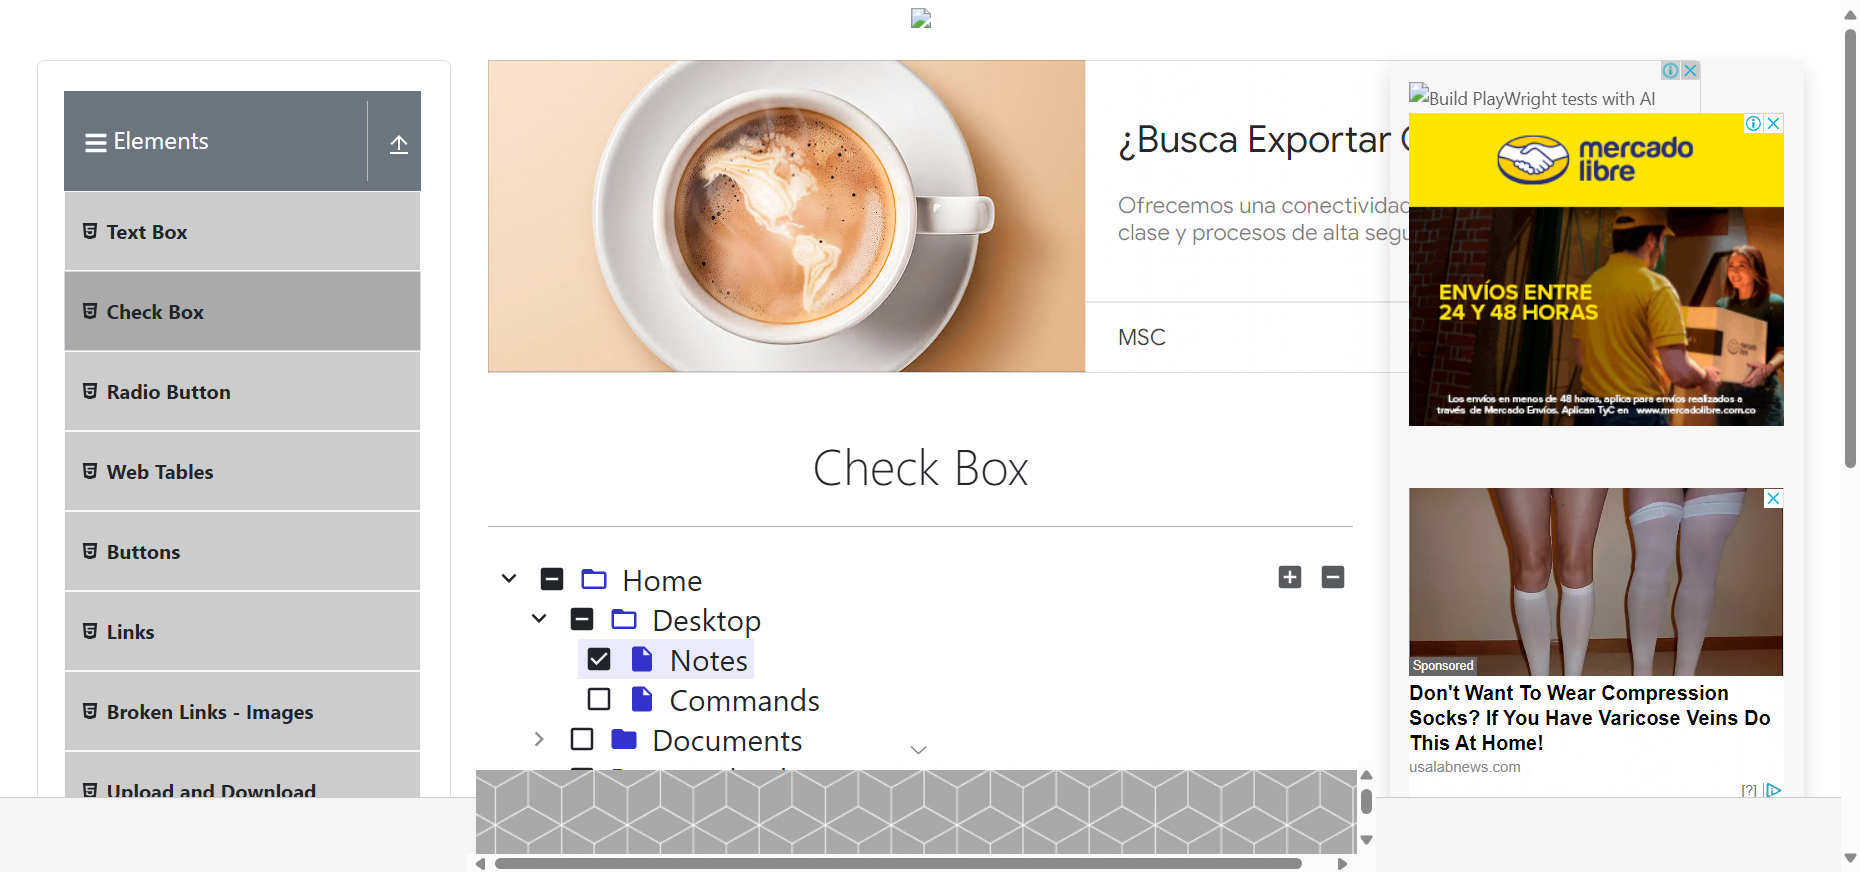 Elements
Text Box
Check Box
Radio Button
Web Tables
Buttons
Links
Broken Links - Images
Upload and Download
¿Busca Exportar
Ofrecemos una conectividad
clase y procesos de alta segu
MSC
Check Box
Home
Desktop
Notes
Commands
Documents
Build PlayWright tests with AI
mercado
libre
ENVÍOS ENTRE
24 Y 48 HORAS
Los envíos en menos de 48 horas, aplica para envíos realizados a
través de Mercado Envíos. Aplican TyC en www.mercadolibre.com.co
Sponsored
Don't Want To Wear Compression
Socks? If You Have Varicose Veins Do
This At Home!
usalabnews.com
[?]